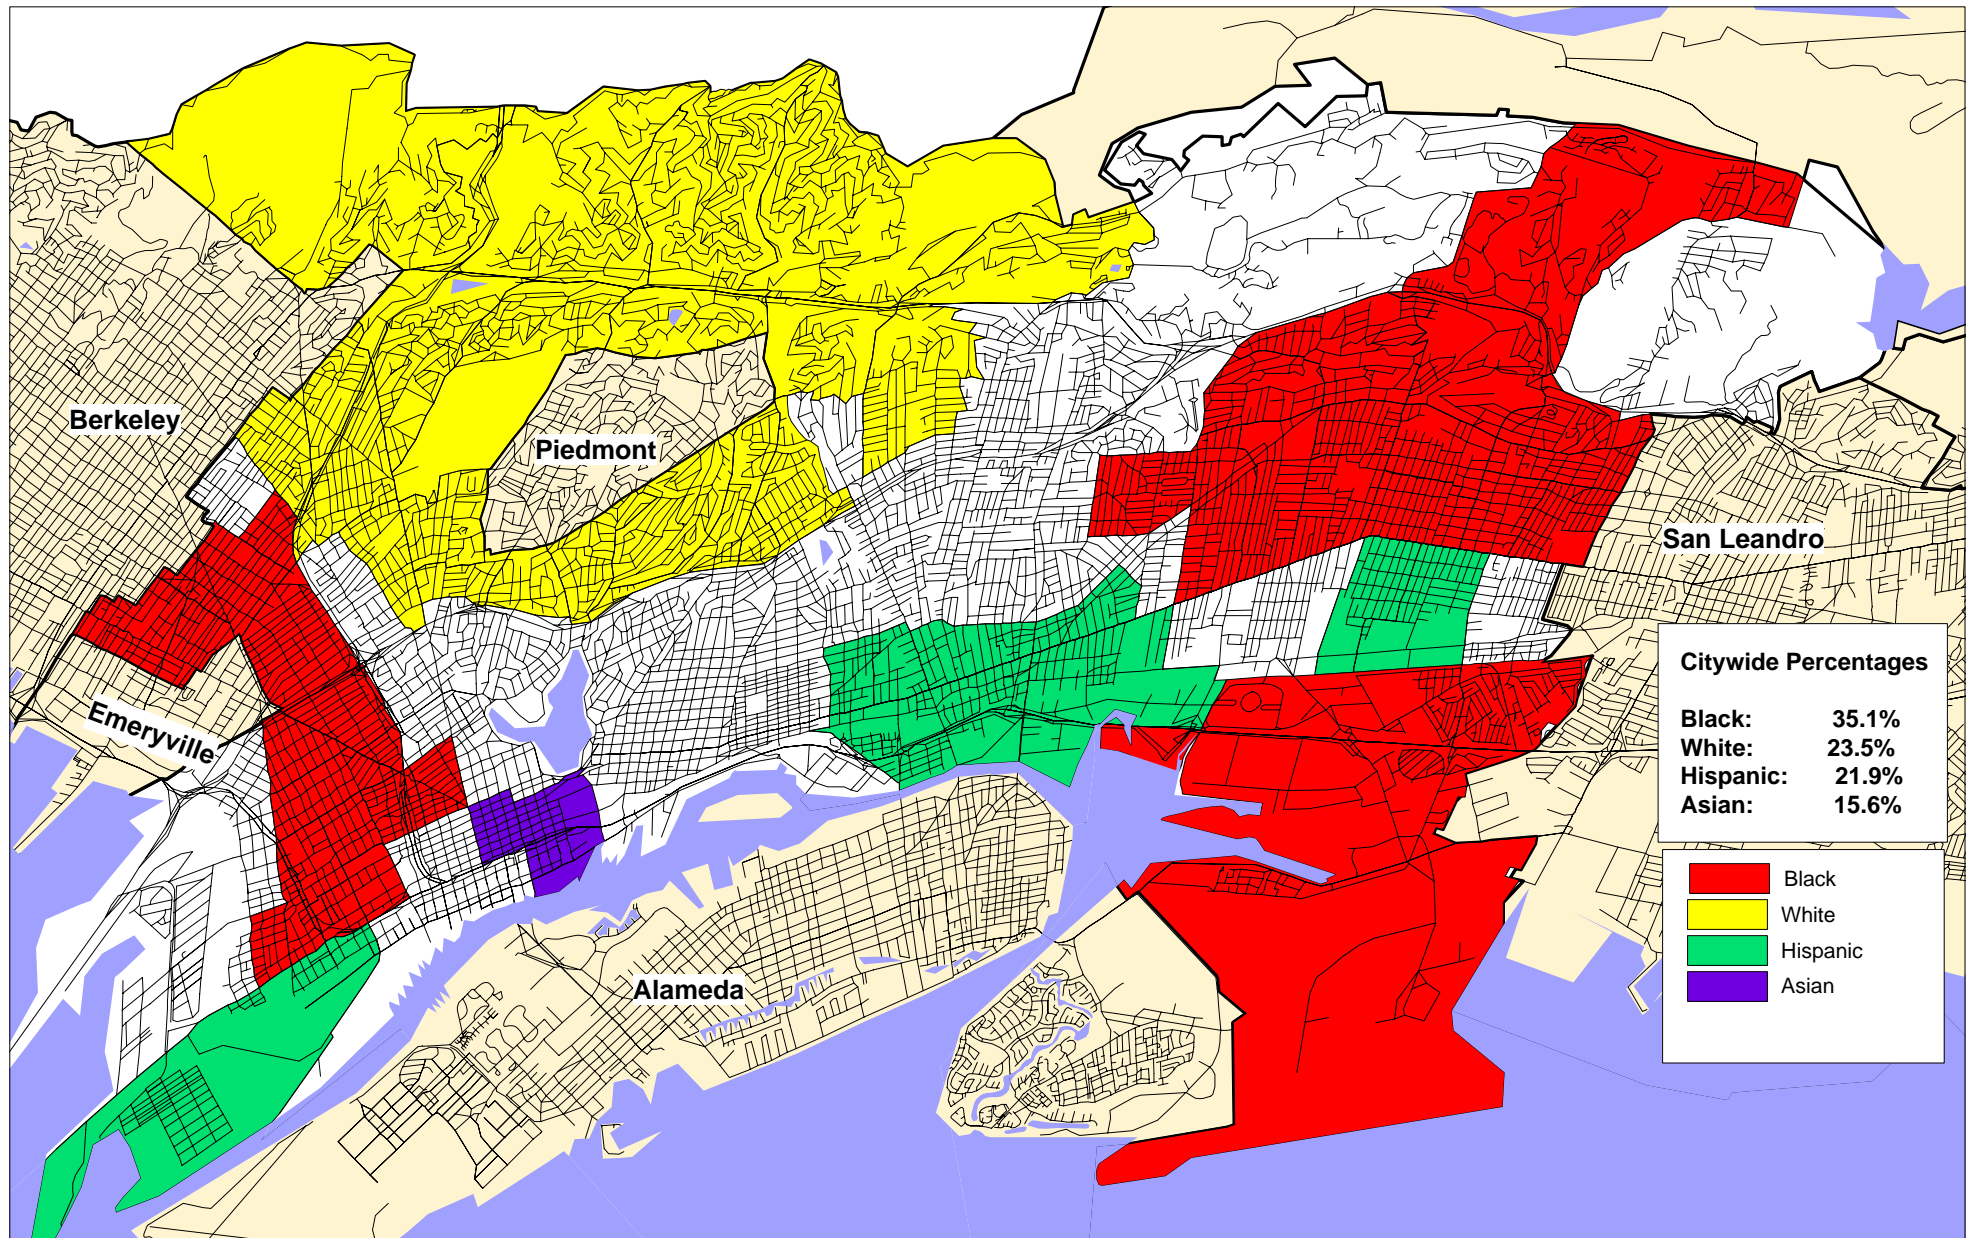 Berkeley
Piedmont
San Leandro
Emeryville
Alameda
Citywide Percentages
Black: 35.1%
White: 23.5%
Hispanic: 21.9%
Asian: 15.6%
Black
White
Hispanic
Asian